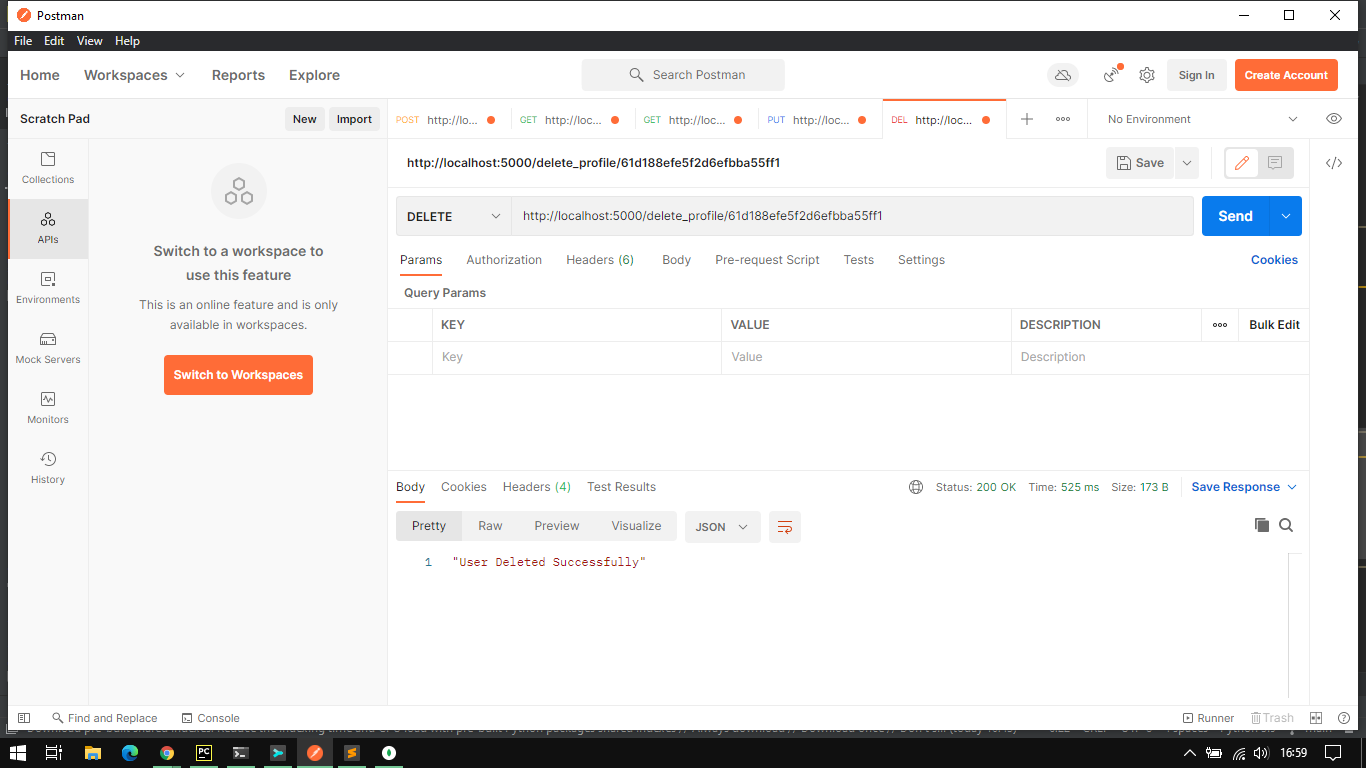 Postman
File Edit View Help
Home Workspaces Reports Explore Search Postman Sign In Create Account
Scratch Pad New Import
POST http://lo... GET http://loc... GET http://loc... PUT http://loc... DEL http://loc... No Environment
http://localhost:5000/delete_profile/61d188efe5f2d6efbba55ff1 Save
DELETE http://localhost:5000/delete_profile/61d188efe5f2d6efbba55ff1 Send
Collections
APIs
Environments
Mock Servers
Monitors
History
Switch to a workspace to
use this feature
This is an online feature and is only
available in workspaces.
Switch to Workspaces
Params Authorization Headers (6) Body Pre-request Script Tests Settings Cookies
Query Params
KEY VALUE DESCRIPTION Bulk Edit
Key Value Description
Body Cookies Headers (4) Test Results Status: 200 OK Time: 525 ms Size: 173 B Save Response
Pretty Raw Preview Visualize JSON
1 "User Deleted Successfully"
Find and Replace Console Runner Trash
PC 16:59